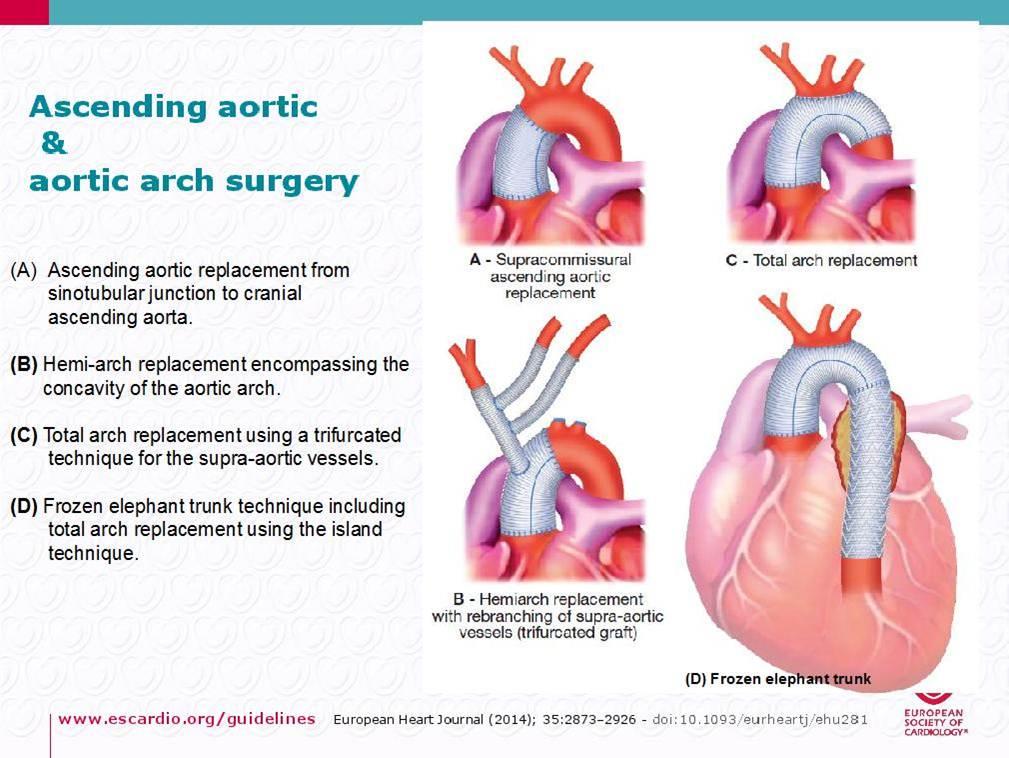 Ascending aortic
&
aortic arch surgery
(A) Ascending aortic replacement from
sinotubular junction to cranial
ascending aorta.
(B) Hemi-arch replacement encompassing the
concavity of the aortic arch.
(C) Total arch replacement using a trifurcated
technique for the supra-aortic vessels.
(D) Frozen elephant trunk technique including
total arch replacement using the island
technique.
A - Supracommissural
ascending aortic
replacement
C - Total arch replacement
B - Hemiarch replacement
with rebranching of supra-aortic
vessels (trifurcated graft)
(D) Frozen elephant trunk
www.escardio.org/guidelines European Heart Journal (2014); 35:2873–2926 - doi:10.1093/eurheartj/ehu281
EUROPEAN
SOCIETY OF
CARDIOLOGY®